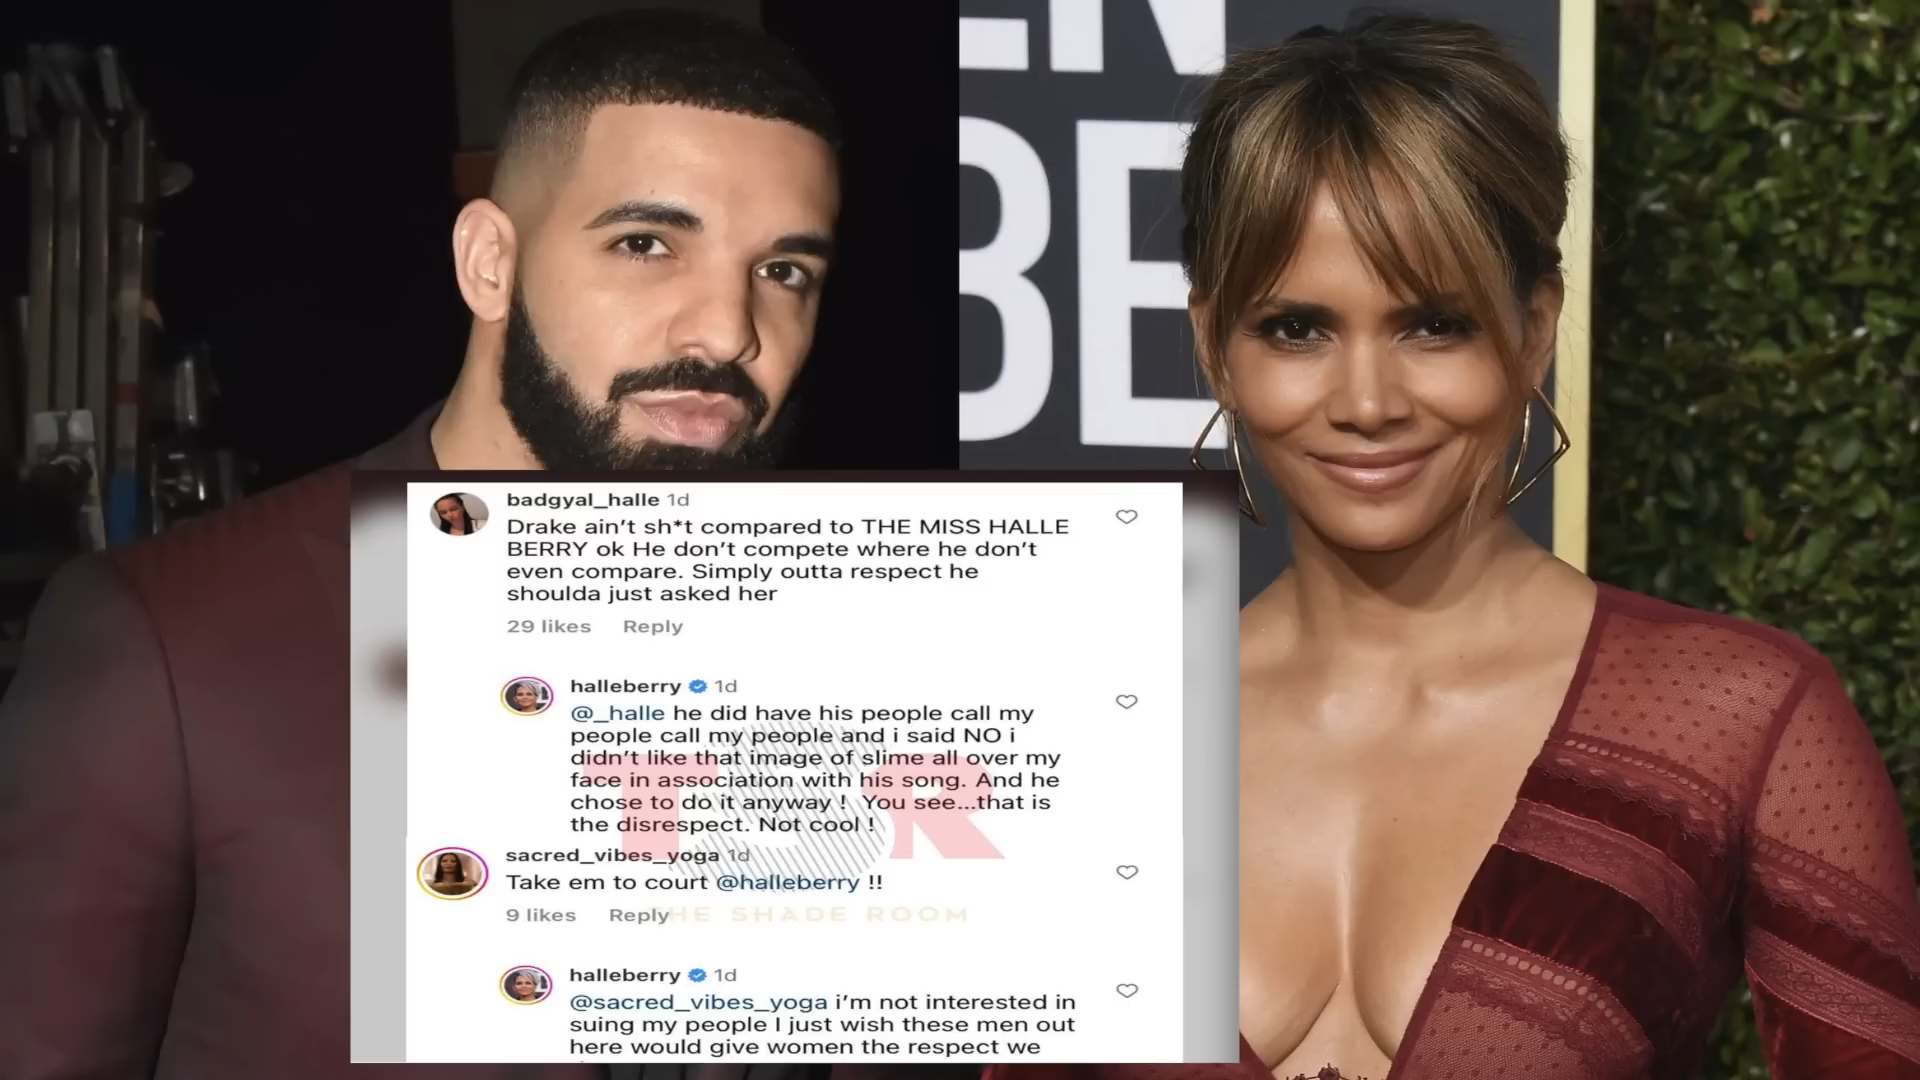 EN
BE
badgyal_halle 1d
Drake ain't sh*t compared to THE MISS HALLE
BERRY ok He don't compete where he don't
even compare. Simply outta respect he
shoulda just asked her
29 likes Reply
halleberry 1d
@_halle he did have his people call my
people call my people and i said NO i
didn't like that image of slime all over my
face in association with his song. And he
chose to do it anyway ! You see...that is
the disrespect. Not cool !
TSR
sacred_vibes_yoga 1d
Take em to court @halleberry !!
9 likes Reply
THE SHADE ROOM
halleberry 1d
@sacred_vibes_yoga i'm not interested in
suing my people I just wish these men out
here would give women the respect we